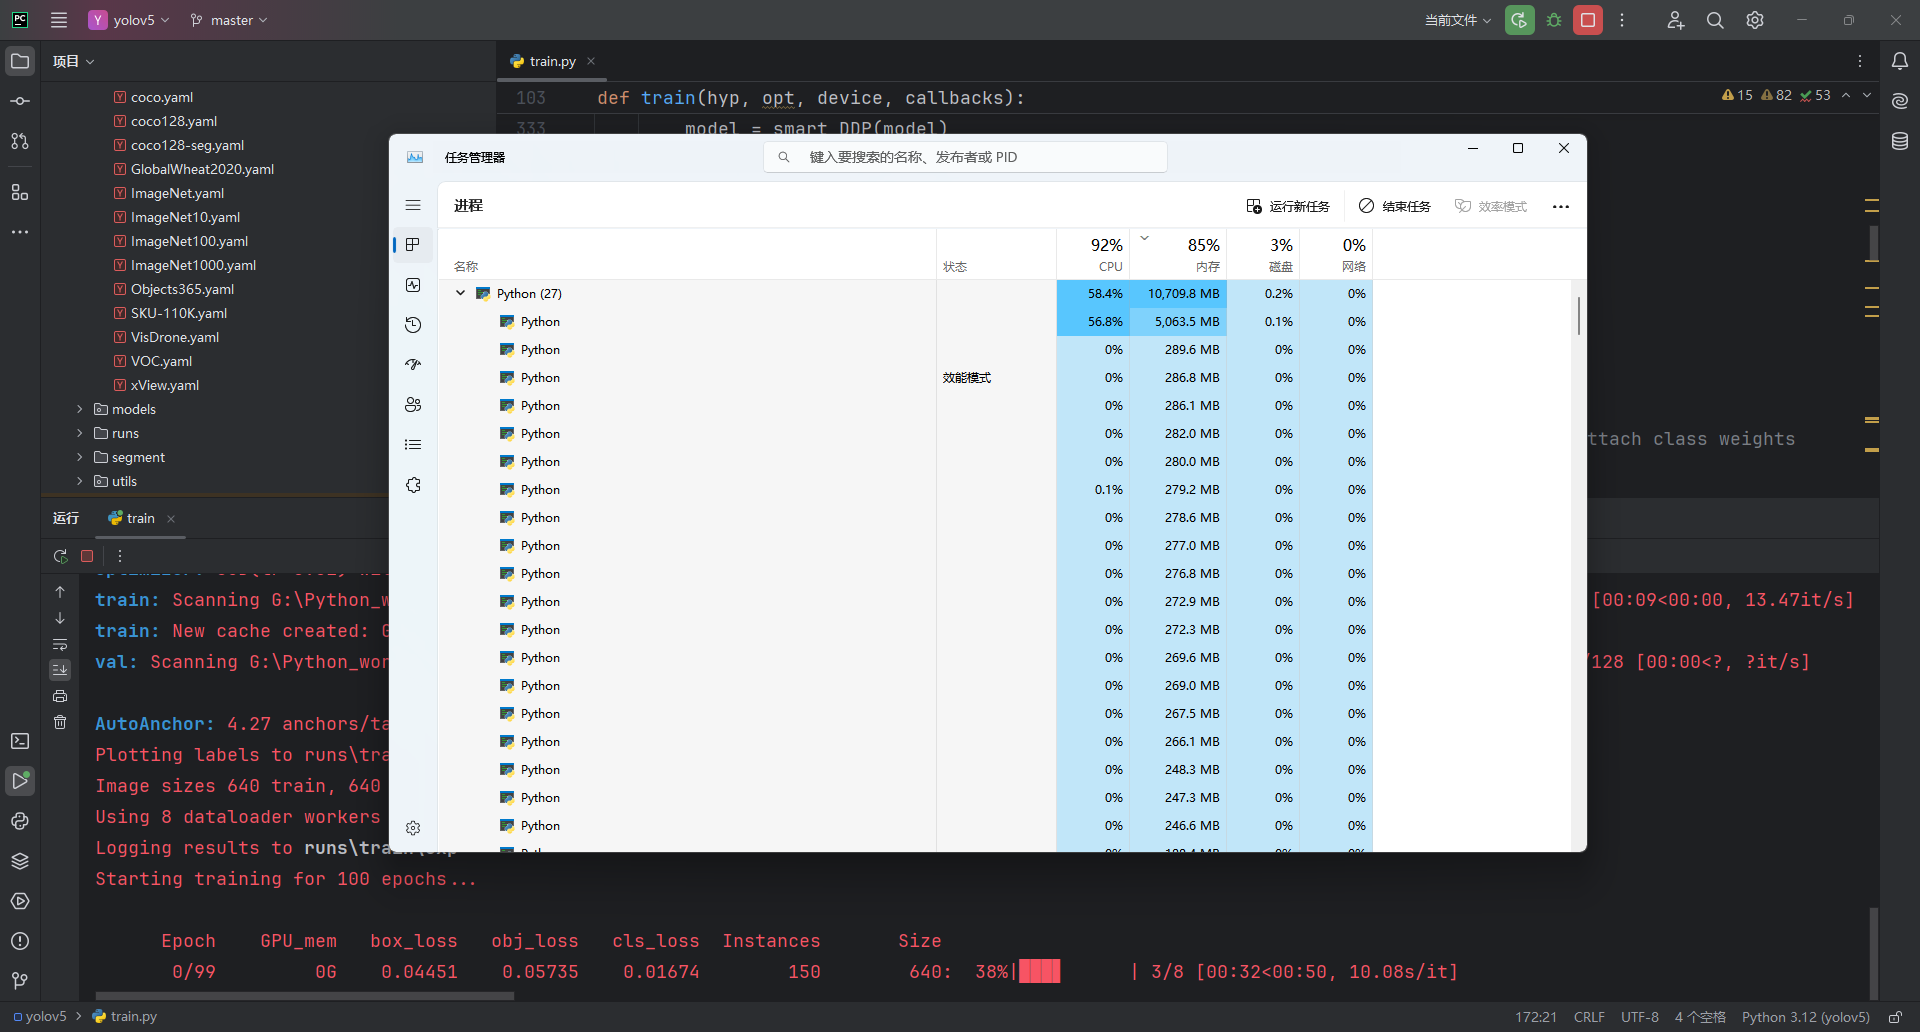 PC
Y yolov5
master
当前文件
项目
train.py
coco.yaml
coco128.yaml
coco128-seg.yaml
GlobalWheat2020.yaml
ImageNet.yaml
ImageNet10.yaml
ImageNet100.yaml
ImageNet1000.yaml
Objects365.yaml
SKU-110K.yaml
VisDrone.yaml
VOC.yaml
xView.yaml
models
runs
segment
utils
103 def train(hyp, opt, device, callbacks):
15 82 53
333 model = smart_DDP(model)
ttach class weights
任务管理器
键入要搜索的名称、发布者或 PID
进程
运行新任务
结束任务
效率模式
92% 85% 3% 0%
名称 状态 CPU 内存 磁盘 网络
Python (27) 58.4% 10,709.8 MB 0.2% 0%
Python 56.8% 5,063.5 MB 0.1% 0%
Python 0% 289.6 MB 0% 0%
Python 效能模式 0% 286.8 MB 0% 0%
Python 0% 286.1 MB 0% 0%
Python 0% 282.0 MB 0% 0%
Python 0% 280.0 MB 0% 0%
Python 0.1% 279.2 MB 0% 0%
Python 0% 278.6 MB 0% 0%
Python 0% 277.0 MB 0% 0%
Python 0% 276.8 MB 0% 0%
Python 0% 272.9 MB 0% 0%
Python 0% 272.3 MB 0% 0%
Python 0% 269.6 MB 0% 0%
Python 0% 269.0 MB 0% 0%
Python 0% 267.5 MB 0% 0%
Python 0% 266.1 MB 0% 0%
Python 0% 248.3 MB 0% 0%
Python 0% 247.3 MB 0% 0%
Python 0% 246.6 MB 0% 0%
运行
train
train: Scanning G:\Python_w [00:09<00:00, 13.47it/s]
train: New cache created: G
val: Scanning G:\Python_wor /128 [00:00<?, ?it/s]
AutoAnchor: 4.27 anchors/ta
Plotting labels to runs\tra
Image sizes 640 train, 640
Using 8 dataloader workers
Logging results to runs\train\exp
Starting training for 100 epochs...
Epoch GPU_mem box_loss obj_loss cls_loss Instances Size
0/99 0G 0.04451 0.05735 0.01674 150 640: 38%| | 3/8 [00:32<00:50, 10.08s/it]
yolov5 > train.py
172:21 CRLF UTF-8 4 个空格 Python 3.12 (yolov5)